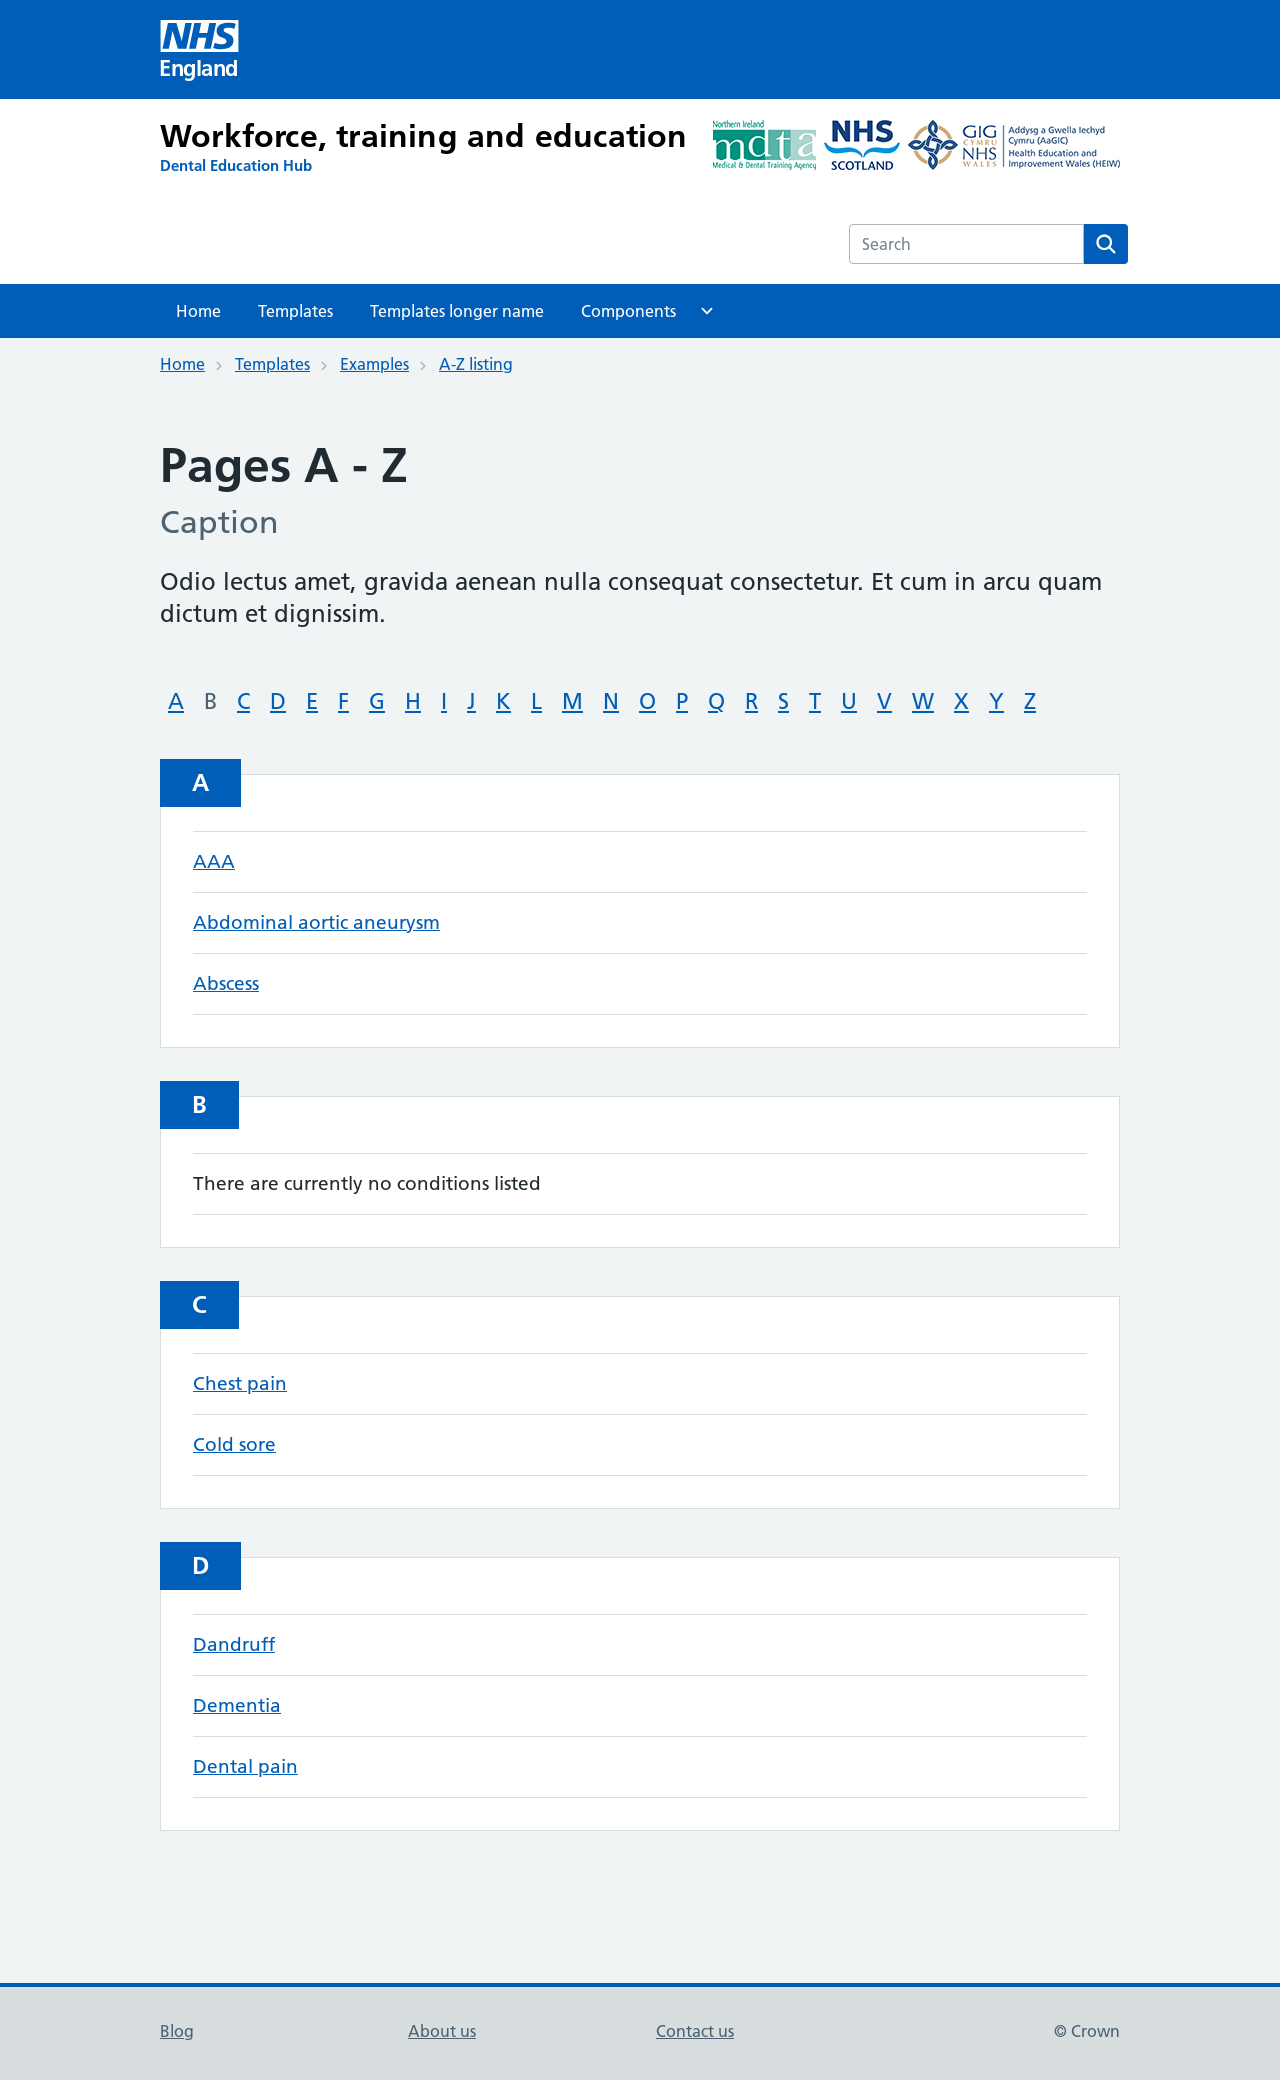 NHS
England
Workforce, training and education
Dental Education Hub
Northern Ireland
mdta
Medical & Dental Training Agency
NHS
SCOTLAND
GIG
CYMRU
NHS
WALES
Addysg a Gwella Iechyd
Cymru (AaGIC)
Health Education and
Improvement Wales (HEIW)
Search
Home
Templates
Templates longer name
Components
Home
Templates
Examples
A-Z listing
Pages A - Z
Caption
Odio lectus amet, gravida aenean nulla consequat consectetur. Et cum in arcu quam
dictum et dignissim.
A B C D E F G H I J K L M N O P Q R S T U V W X Y Z
A
AAA
Abdominal aortic aneurysm
Abscess
B
There are currently no conditions listed
C
Chest pain
Cold sore
D
Dandruff
Dementia
Dental pain
Blog
About us
Contact us
© Crown